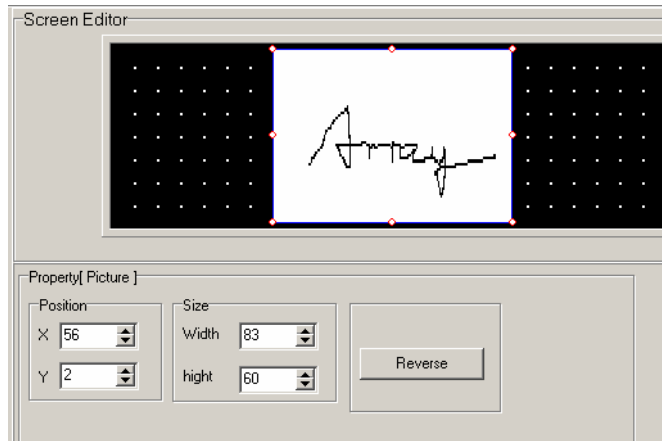 Screen Editor
Property[ Picture ]
Position
Size
X 56
Width 83
Reverse
Y 2
hight 60